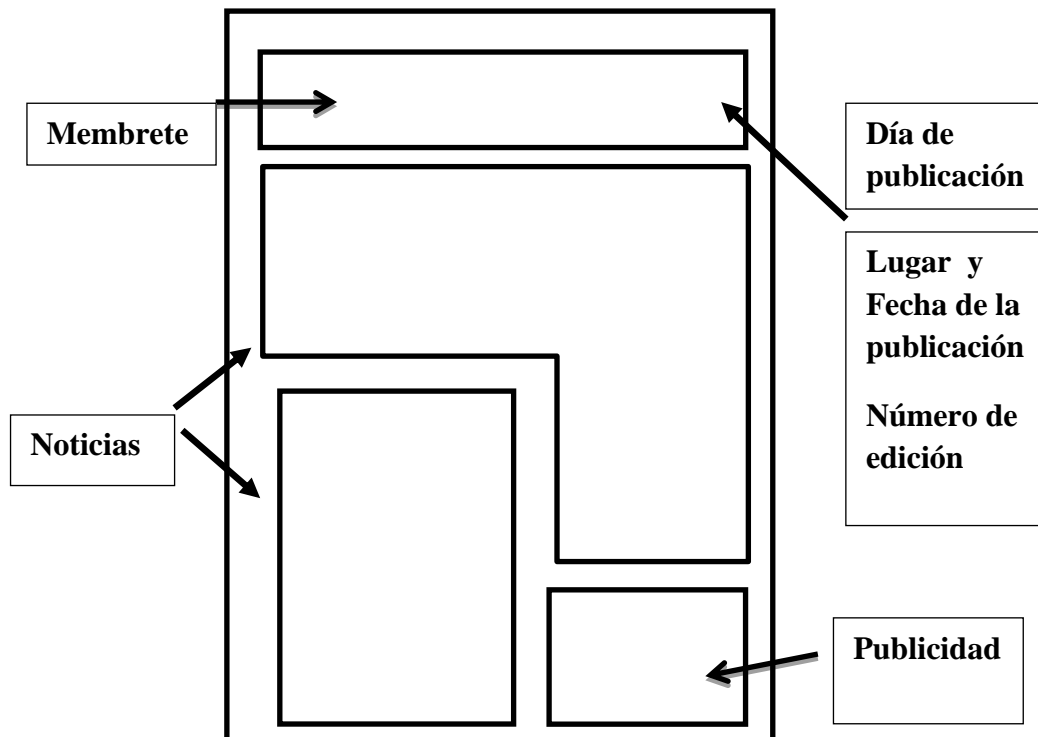 Membrete
Día de
publicación
Lugar y
Fecha de la
publicación
Número de
edición
Noticias
Publicidad